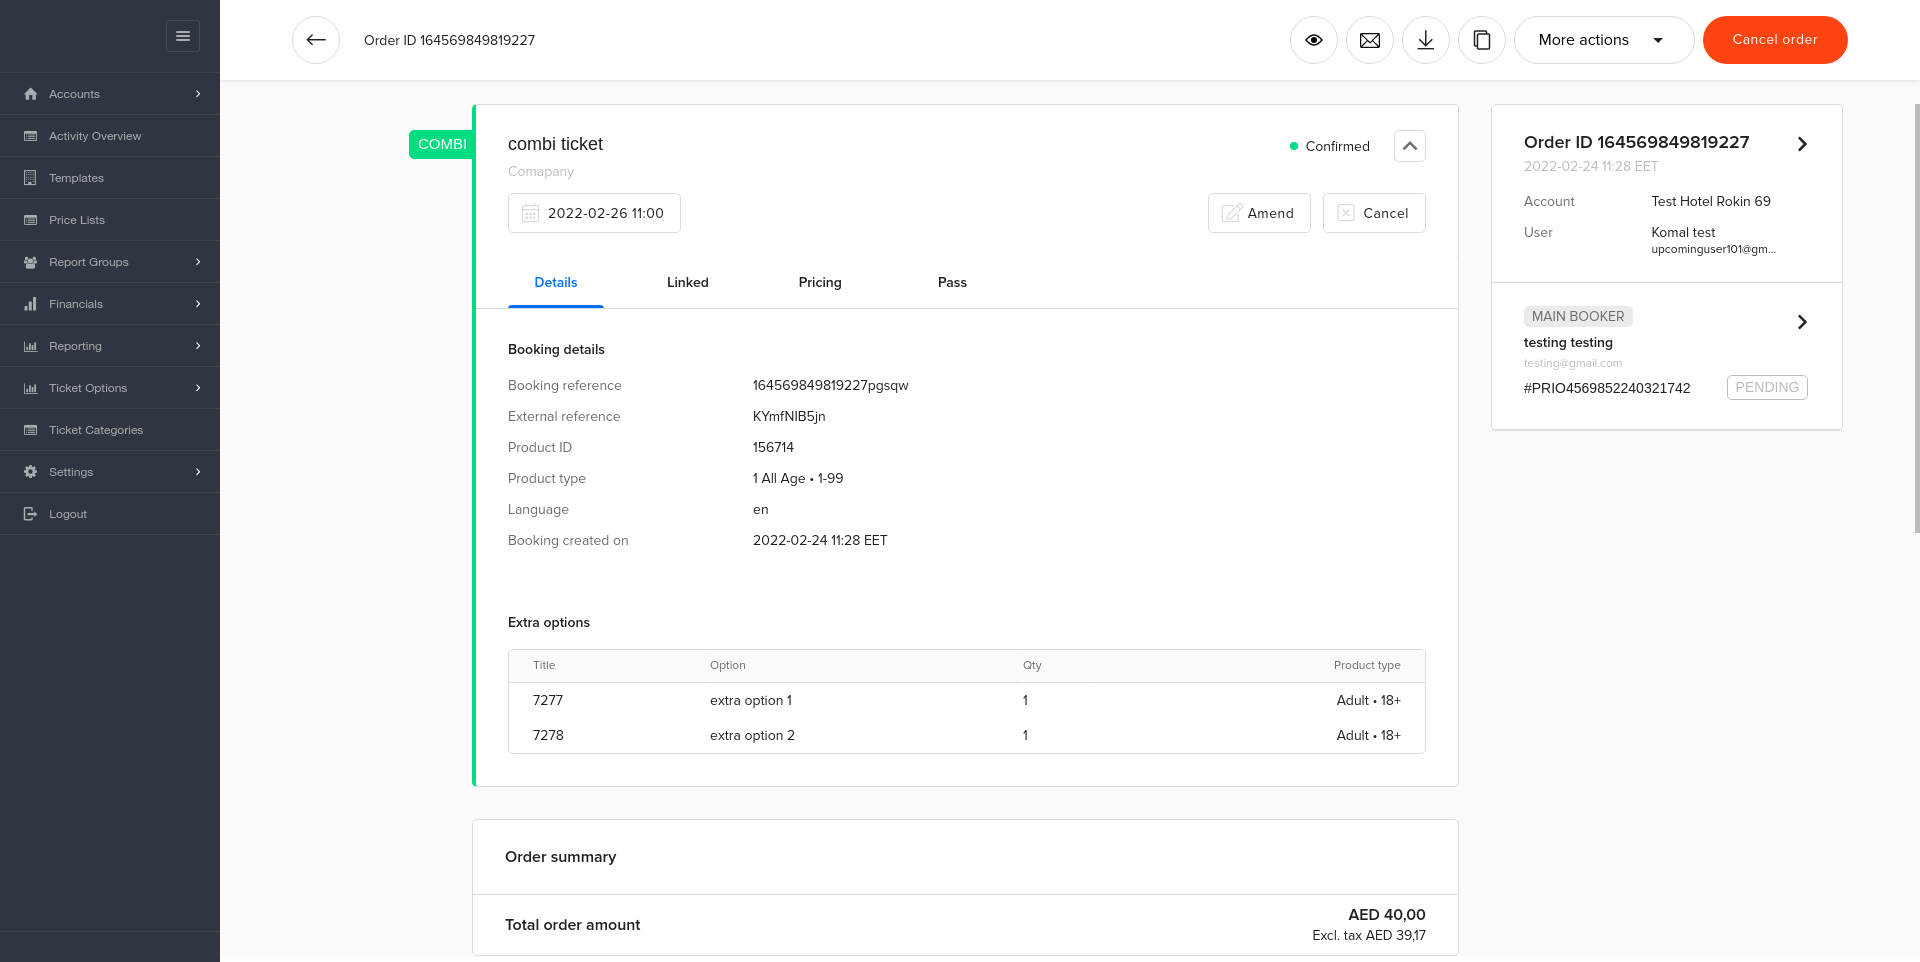 Order ID 164569849819227
More actions
Cancel order
Accounts
Activity Overview
Templates
Price Lists
Report Groups
Financials
Reporting
Ticket Options
Ticket Categories
Settings
Logout
COMBI
combi ticket
Confirmed
Comapany
2022-02-26 11:00
Amend
Cancel
Details Linked Pricing Pass
Booking details
Booking reference 164569849819227pgsqw
External reference KYmfNIB5jn
Product ID 156714
Product type 1 All Age • 1-99
Language en
Booking created on 2022-02-24 11:28 EET
Extra options
Title Option Qty Product type
7277 extra option 1 1 Adult • 18+
7278 extra option 2 1 Adult • 18+
Order summary
Total order amount AED 40,00
Excl. tax AED 39,17
Order ID 164569849819227
2022-02-24 11:28 EET
Account Test Hotel Rokin 69
User Komal test
upcominguser101@gm...
MAIN BOOKER
testing testing
testing@gmail.com
#PRIO4569852240321742 PENDING